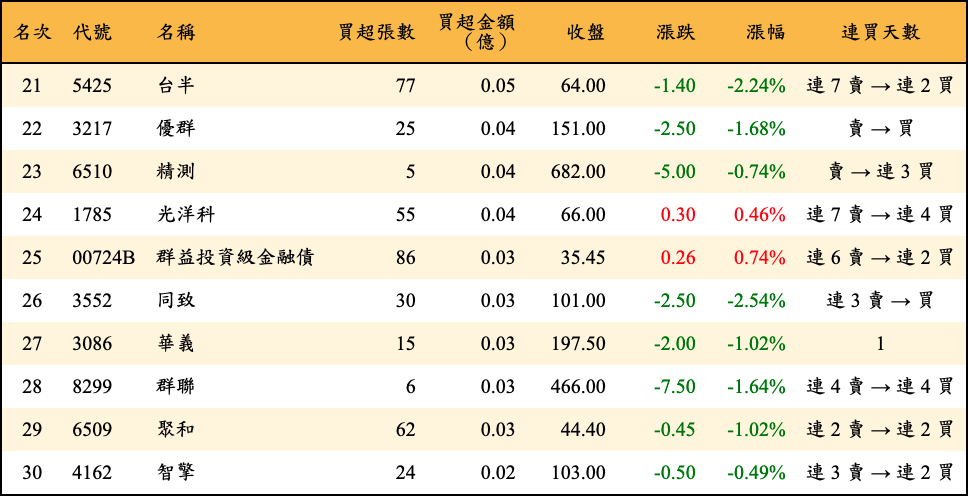 名次 代號 名稱 買超張數 買超金額（億） 收盤 漲跌 漲幅 連買天數
21 5425 台半 77 0.05 64.00 -1.40 -2.24% 連 7 賣 → 連 2 買
22 3217 優群 25 0.04 151.00 -2.50 -1.68% 賣 → 買
23 6510 精測 5 0.04 682.00 -5.00 -0.74% 賣 → 連 3 買
24 1785 光洋科 55 0.04 66.00 0.30 0.46% 連 7 賣 → 連 4 買
25 00724B 群益投資級金融債 86 0.03 35.45 0.26 0.74% 連 6 賣 → 連 2 買
26 3552 同致 30 0.03 101.00 -2.50 -2.54% 連 3 賣 → 買
27 3086 華義 15 0.03 197.50 -2.00 -1.02% 1
28 8299 群聯 6 0.03 466.00 -7.50 -1.64% 連 4 賣 → 連 4 買
29 6509 聚和 62 0.03 44.40 -0.45 -1.02% 連 2 賣 → 連 2 買
30 4162 智擎 24 0.02 103.00 -0.50 -0.49% 連 3 賣 → 連 2 買